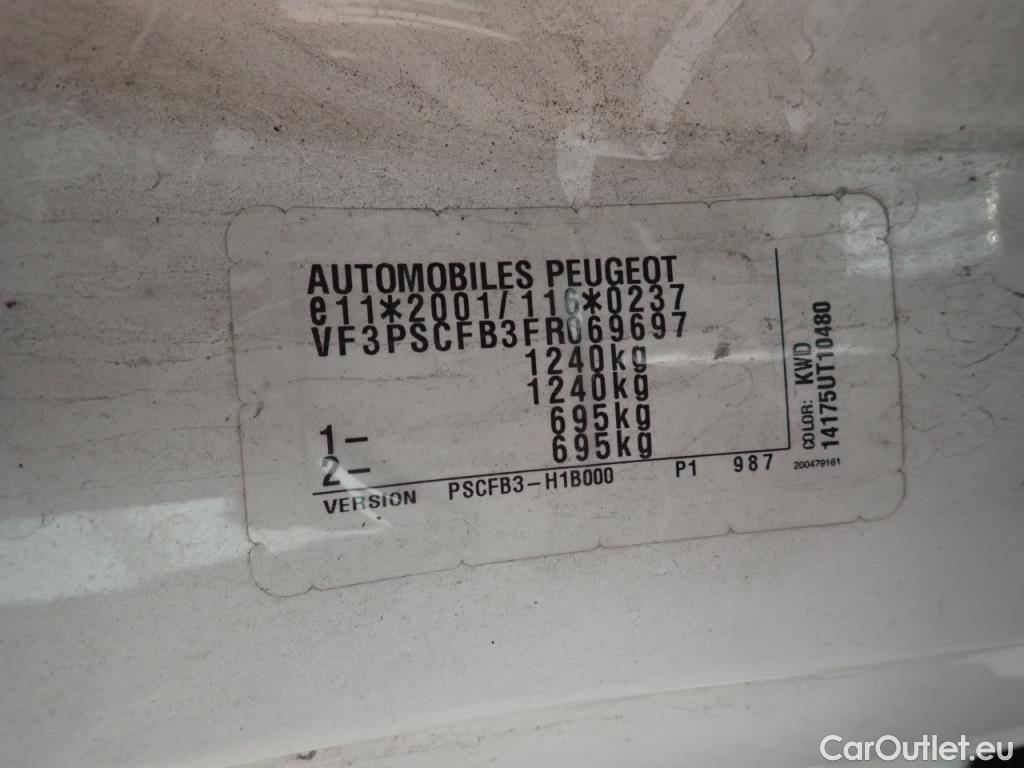 AUTOMOBILES PEUGEOT
e11*2001/116*0237
VF3PSCFB3FR069697
1240kg
1240kg
1- 695kg
2- 695kg
VERSION PSCFB3-H1B000 P1 987
COLOR: KWD
14175UT10480
200479161
CarOutlet.eu